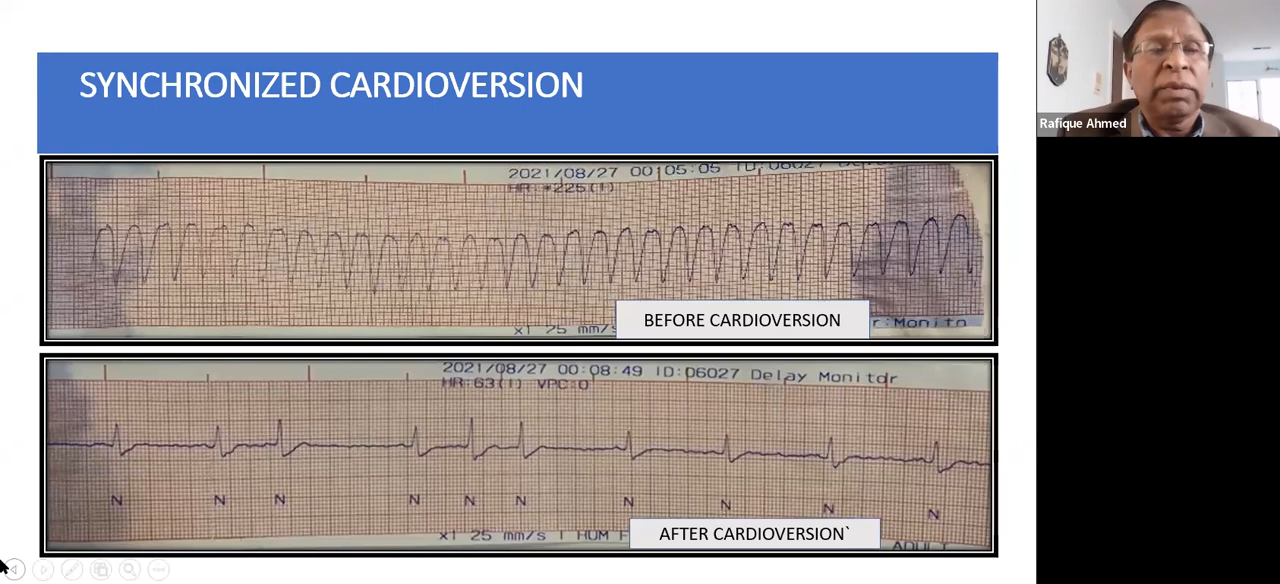 SYNCHRONIZED CARDIOVERSION
Rafique Ahmed
2021/08/27 00:05:05 ID:06027
HR:*225(1)
x1 25 mm/s
BEFORE CARDIOVERSION
r:Monito
2021/08/27 00:08:49 ID:06027 Delay Monitor
HR:63(1) VPC:0
N N N N N N N N N N
x1 25 mm/s HUM F
AFTER CARDIOVERSION`
ADULT